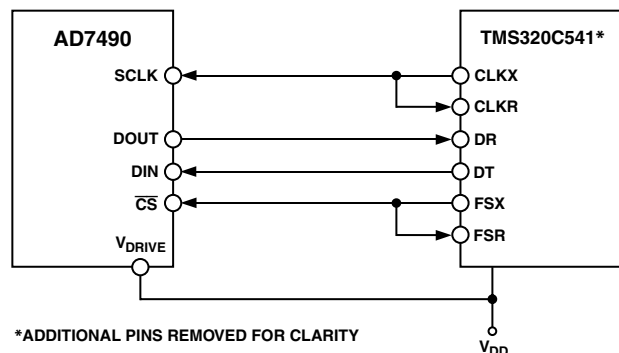 AD7490
TMS320C541*
SCLK
CLKX
CLKR
DOUT
DR
DIN
DT
CS
FSX
FSR
VDRIVE
*ADDITIONAL PINS REMOVED FOR CLARITY
VDD